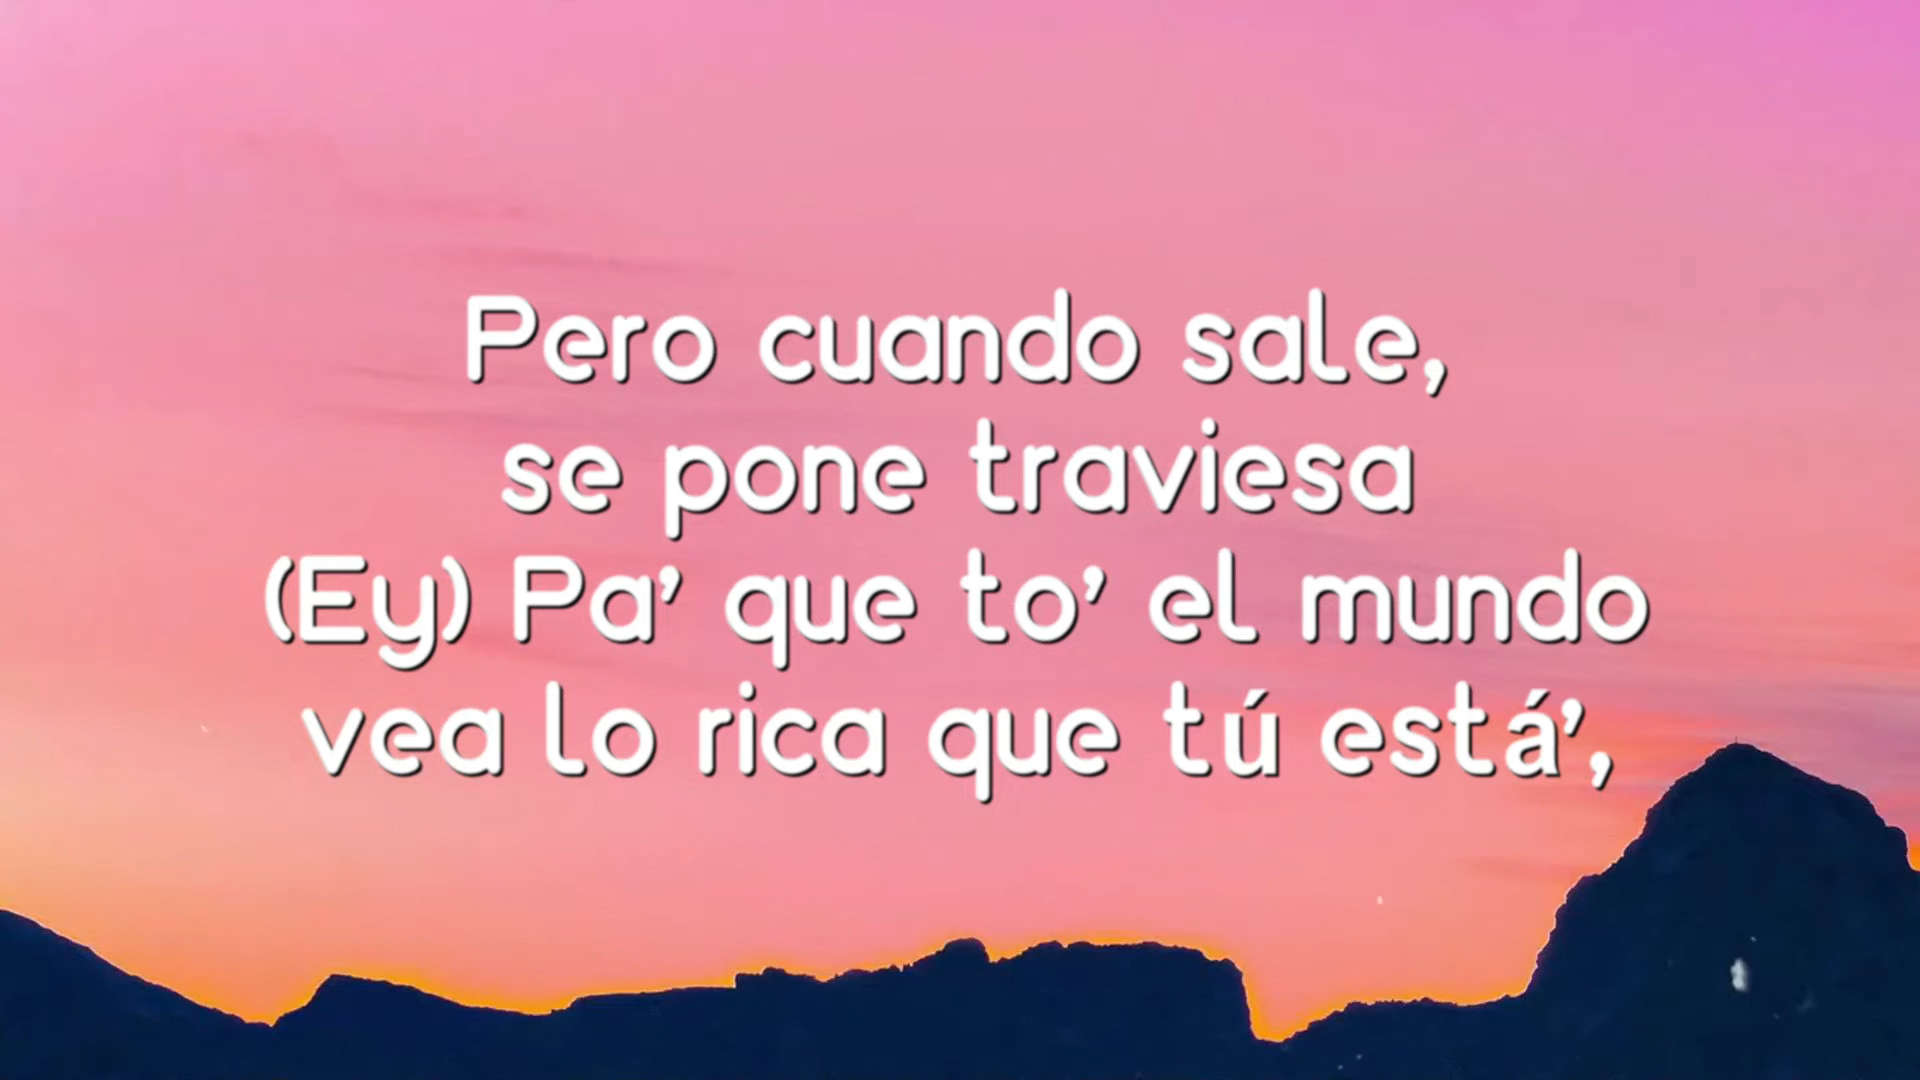 Pero cuando sale,
se pone traviesa
(Ey) Pa' que to' el mundo
vea lo rica que tú está',